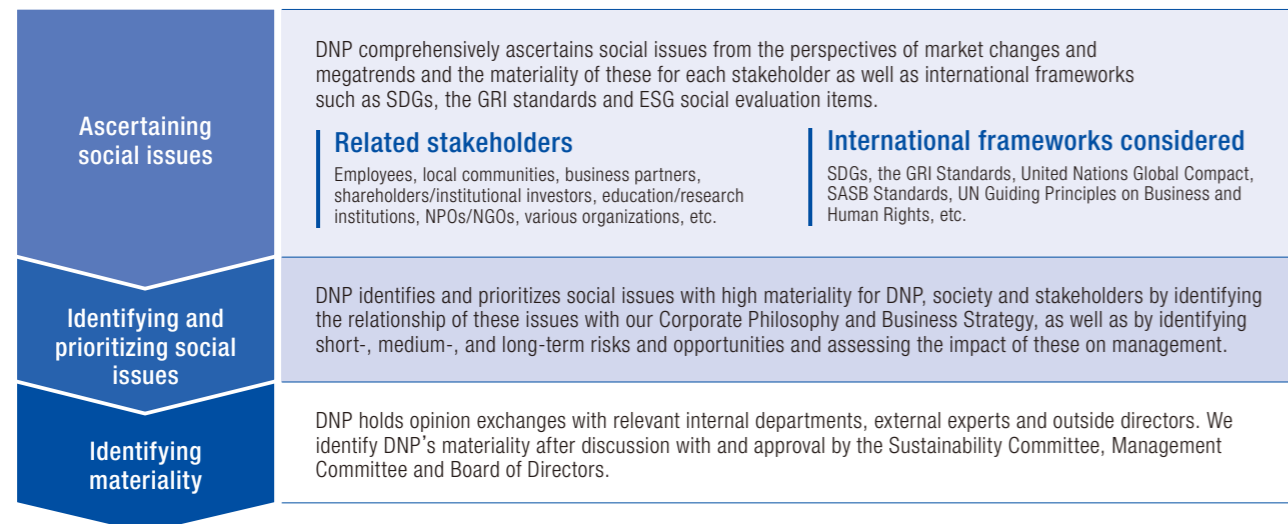 Ascertaining
social issues
DNP comprehensively ascertains social issues from the perspectives of market changes and
megatrends and the materiality of these for each stakeholder as well as international frameworks
such as SDGs, the GRI standards and ESG social evaluation items.
Related stakeholders
Employees, local communities, business partners,
shareholders/institutional investors, education/research
institutions, NPOs/NGOs, various organizations, etc.
International frameworks considered
SDGs, the GRI Standards, United Nations Global Compact,
SASB Standards, UN Guiding Principles on Business and
Human Rights, etc.
Identifying and
prioritizing social
issues
DNP identifies and prioritizes social issues with high materiality for DNP, society and stakeholders by identifying
the relationship of these issues with our Corporate Philosophy and Business Strategy, as well as by identifying
short-, medium-, and long-term risks and opportunities and assessing the impact of these on management.
Identifying
materiality
DNP holds opinion exchanges with relevant internal departments, external experts and outside directors. We
identify DNP’s materiality after discussion with and approval by the Sustainability Committee, Management
Committee and Board of Directors.